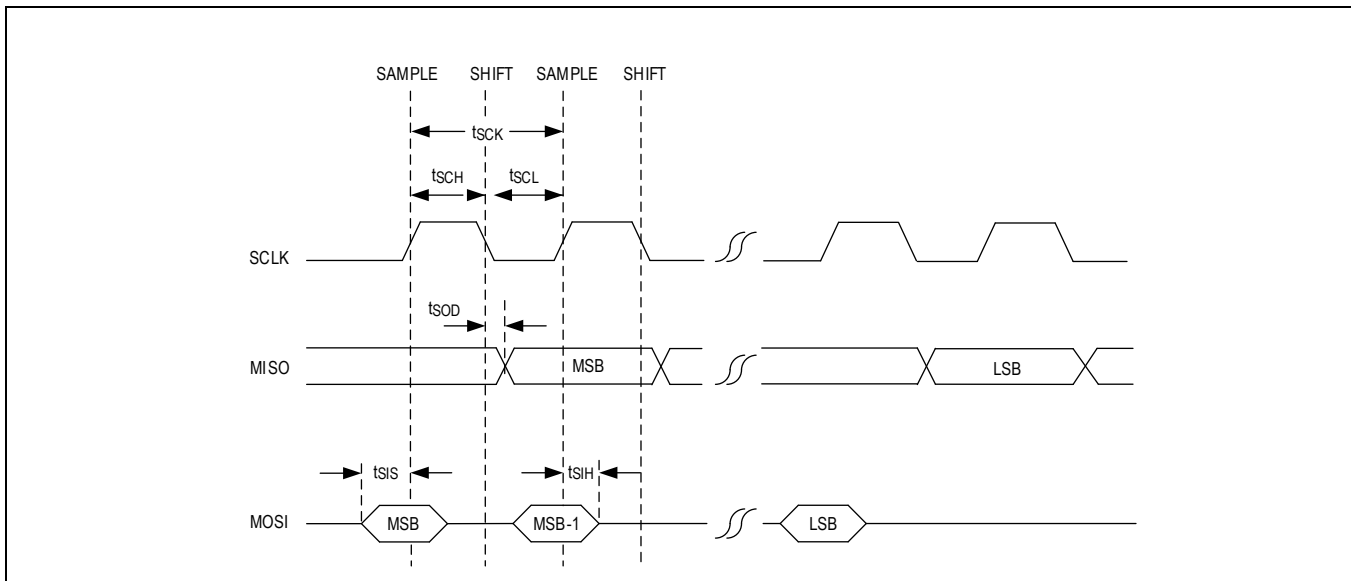 SAMPLE SHIFT SAMPLE SHIFT
tSCK
tSCH tSCL
SCLK
tSOD
MISO MSB LSB
tSIS tSIH
MOSI MSB MSB-1 LSB